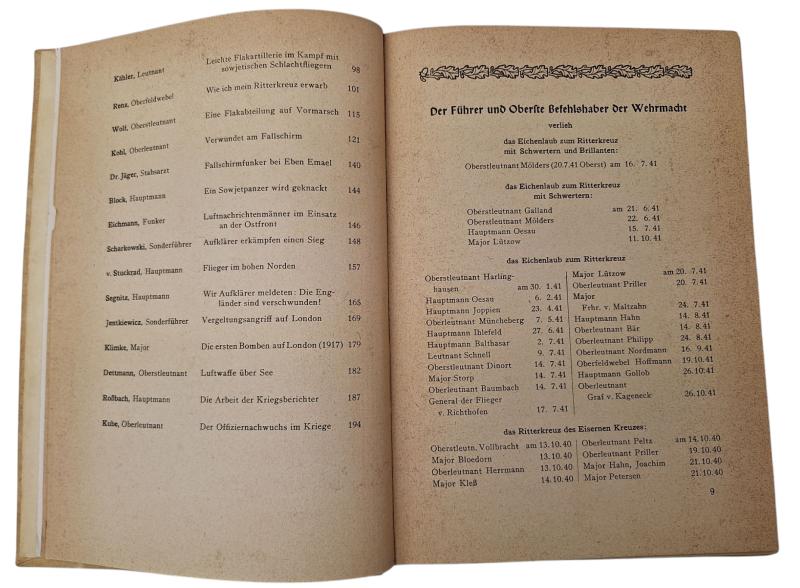 Leichte Flakartillerie im Kampf mit
Kähler, Leutnant sowjetischen Schlachtfliegern 98
Renz, Oberfeldwebel Wie ich mein Ritterkreuz erwarb 101
Wolf, Oberstleutnant Eine Flakabteilung auf Vormarsch 115
Kohl, Oberleutnant Verwundet am Fallschirm 121
Dr. Jäger, Stabsarzt Fallschirmfunker bei Eben Emael 140
Block, Hauptmann Ein Sowjetpanzer wird geknackt 144
Eichmann, Funker Luftnachrichtenmänner im Einsatz
an der Ostfront 146
Scharkowski, Sonderführer Aufklärer erkämpfen einen Sieg 148
v. Stuckrad, Hauptmann Flieger im hohen Norden 157
Segnitz, Hauptmann Wir Aufklärer meldeten: Die Eng-
länder sind verschwunden! 165
Jentkiewicz, Sonderführer Vergeltungsangriff auf London 169
Klimke, Major Die ersten Bomben auf London (1917) 179
Dettmann, Oberstleutnant Luftwaffe über See 182
Roßbach, Hauptmann Die Arbeit der Kriegsberichter 187
Kube, Oberleutnant Der Offiziernachwuchs im Kriege 194
Der Führer und Oberste Befehlshaber der Wehrmacht
verlieh
das Eichenlaub zum Ritterkreuz
mit Schwertern und Brillanten:
Oberstleutnant Mölders (20.7.41 Oberst) am 16. 7.41
das Eichenlaub zum Ritterkreuz
mit Schwertern:
Oberstleutnant Galland am 21. 6.41
Oberstleutnant Mölders 22. 6.41
Hauptmann Oesau 15. 7.41
Major Lützow 11.10.41
das Eichenlaub zum Ritterkreuz
Oberstleutnant Harling-
hausen am 30. 1.41
Hauptmann Oesau 6. 2.41
Hauptmann Joppien 23. 4.41
Oberleutnant Müncheberg 7. 5.41
Hauptmann Ihlefeld 27. 6.41
Hauptmann Balthasar 2. 7.41
Leutnant Schnell 9. 7.41
Oberstleutnant Dinort 14. 7.41
Major Storp 14. 7.41
Oberleutnant Baumbach 14. 7.41
General der Flieger
v. Richthofen 17. 7.41
Major Lützow am 20. 7.41
Oberleutnant Priller 20. 7.41
Major
Frhr. v. Maltzahn 24. 7.41
Hauptmann Hahn 14. 8.41
Oberleutnant Bär 14. 8.41
Oberleutnant Philipp 24. 8.41
Oberleutnant Nordmann 16. 9.41
Oberfeldwebel Hoffmann 19.10.41
Hauptmann Gollob 26.10.41
Oberleutnant
Graf v. Kageneck 26.10.41
das Ritterkreuz des Eisernen Kreuzes:
Oberstleutn. Vollbracht am 13.10.40
Major Bloedorn 13.10.40
Oberleutnant Herrmann 13.10.40
Major Kleß 14.10.40
Oberleutnant Peltz am 14.10.40
Oberleutnant Priller 19.10.40
Major Hahn, Joachim 21.10.40
Major Petersen 21.10.40
9